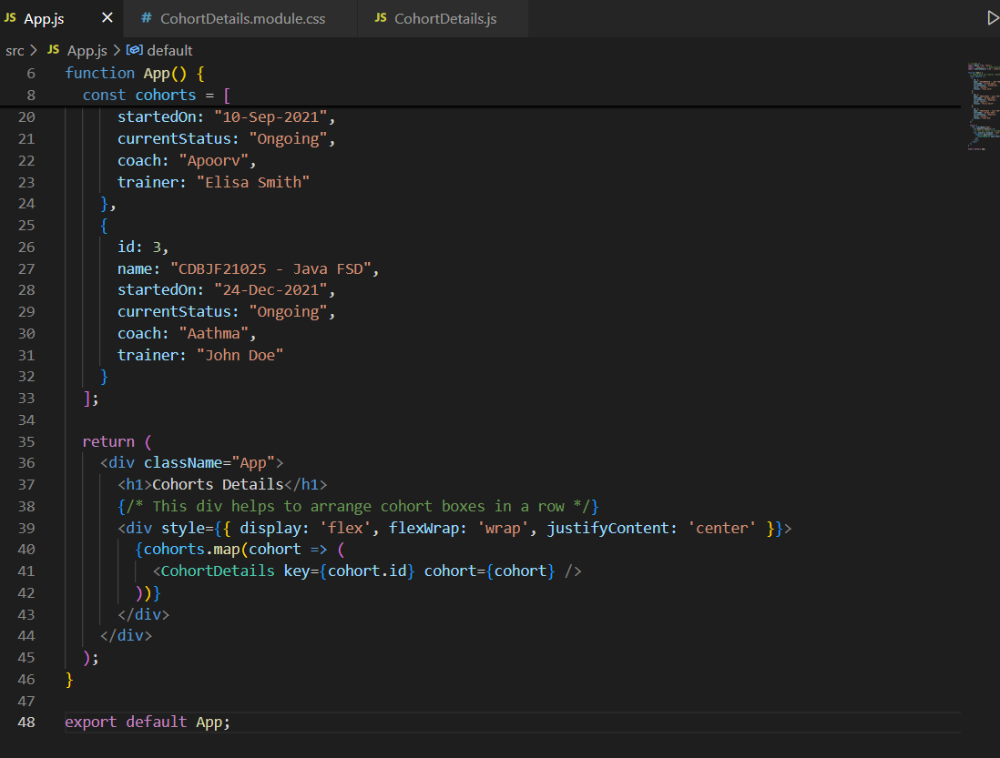 JS App.js × # CohortDetails.module.css JS CohortDetails.js
src > JS App.js > default
6 function App() {
8 const cohorts = [
20 startedOn: "10-Sep-2021",
21 currentStatus: "Ongoing",
22 coach: "Apoorv",
23 trainer: "Elisa Smith"
24 },
25 {
26 id: 3,
27 name: "CDBJF21025 - Java FSD",
28 startedOn: "24-Dec-2021",
29 currentStatus: "Ongoing",
30 coach: "Aathma",
31 trainer: "John Doe"
32 }
33 ];
34
35 return (
36 <div className="App">
37 <h1>Cohorts Details</h1>
38 {/* This div helps to arrange cohort boxes in a row */}
39 <div style={{ display: 'flex', flexWrap: 'wrap', justifyContent: 'center' }}>
40 {cohorts.map(cohort => (
41 <CohortDetails key={cohort.id} cohort={cohort} />
42 ))}
43 </div>
44 </div>
45 );
46 }
47
48 export default App;